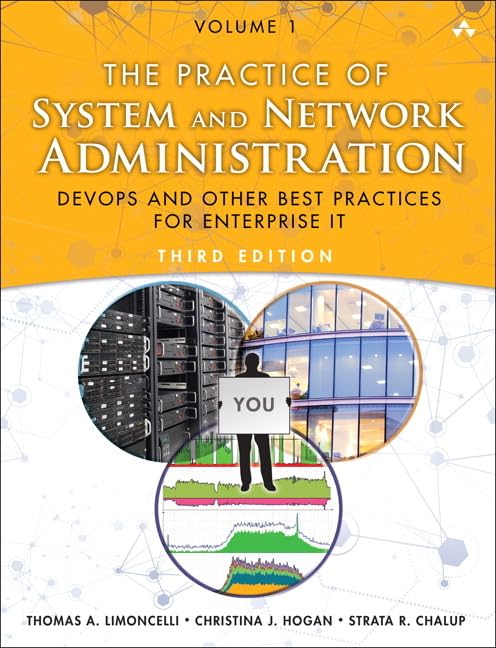 VOLUME 1
THE PRACTICE OF
SYSTEM AND NETWORK
ADMINISTRATION
DEVOPS AND OTHER BEST PRACTICES
FOR ENTERPRISE IT
THIRD EDITION
YOU
THOMAS A. LIMONCELLI • CHRISTINA J. HOGAN • STRATA R. CHALUP